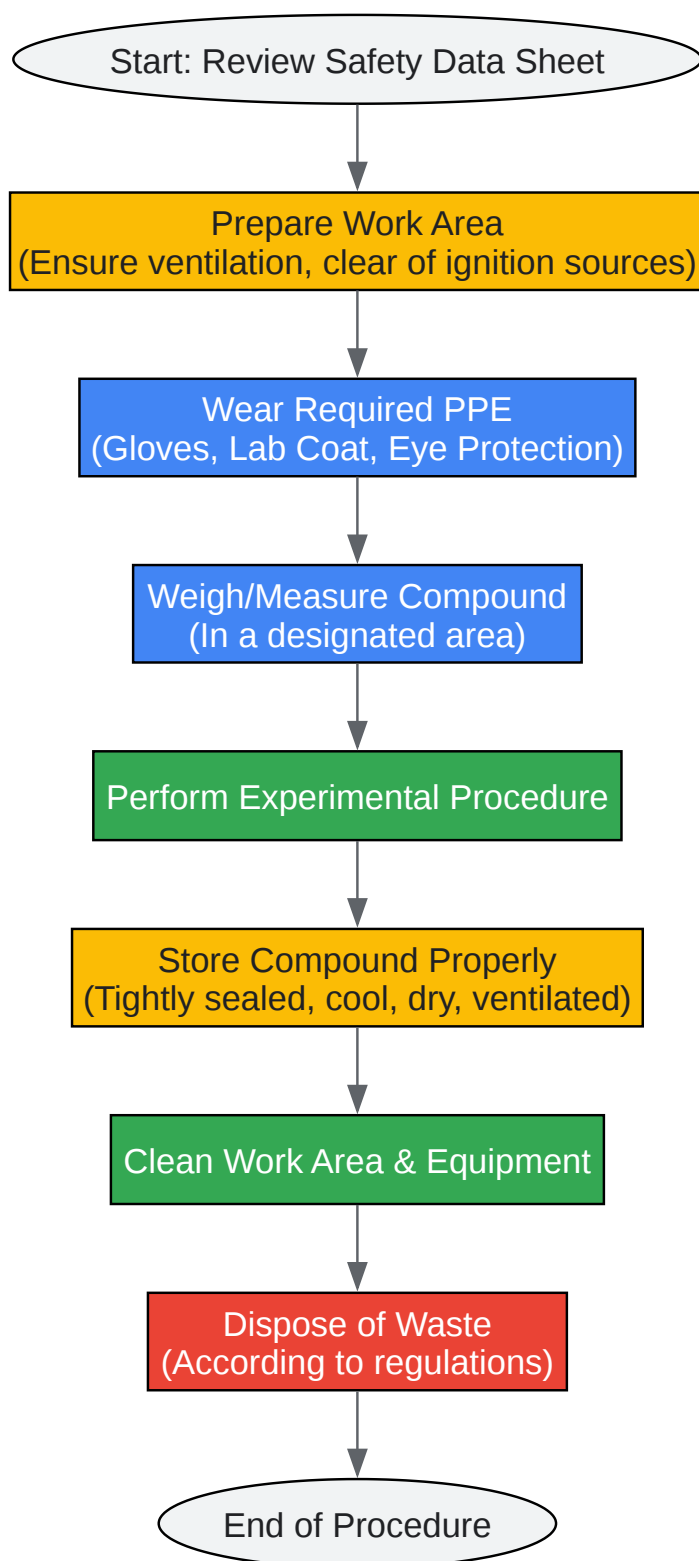 Start: Review Safety Data Sheet
Prepare Work Area
(Ensure ventilation, clear of ignition sources)
Wear Required PPE
(Gloves, Lab Coat, Eye Protection)
Weigh/Measure Compound
(In a designated area)
Perform Experimental Procedure
Store Compound Properly
(Tightly sealed, cool, dry, ventilated)
Clean Work Area & Equipment
Dispose of Waste
(According to regulations)
End of Procedure